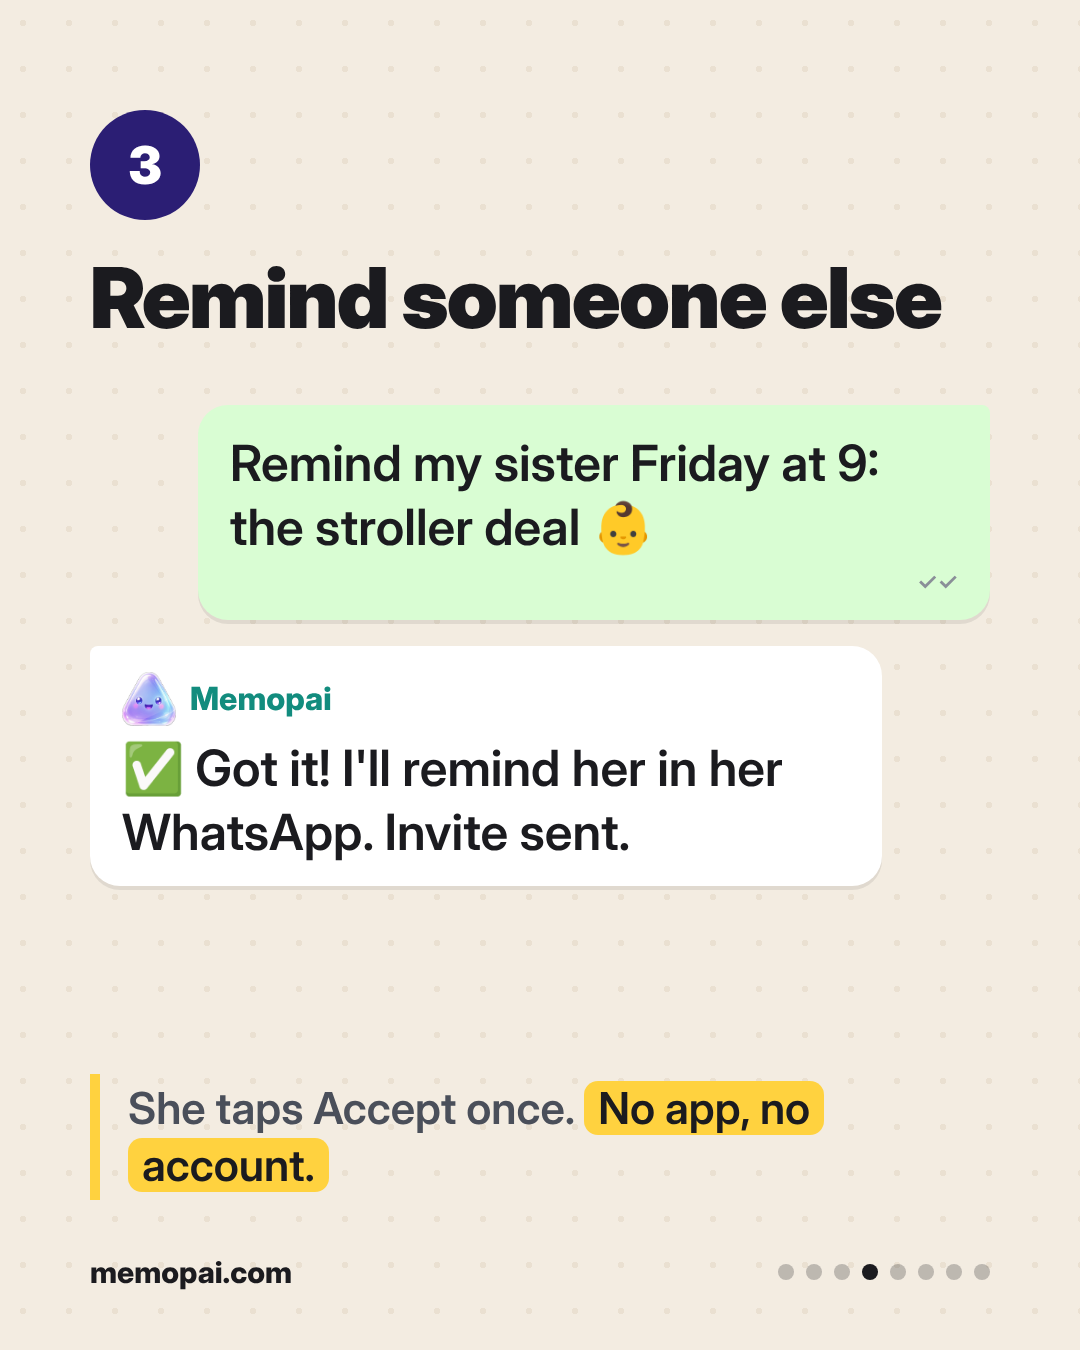 3
Remind someone else
Remind my sister Friday at 9:
the stroller deal 👶
Memopai
✅ Got it! I'll remind her in her
WhatsApp. Invite sent.
She taps Accept once. No app, no
account.
memopai.com